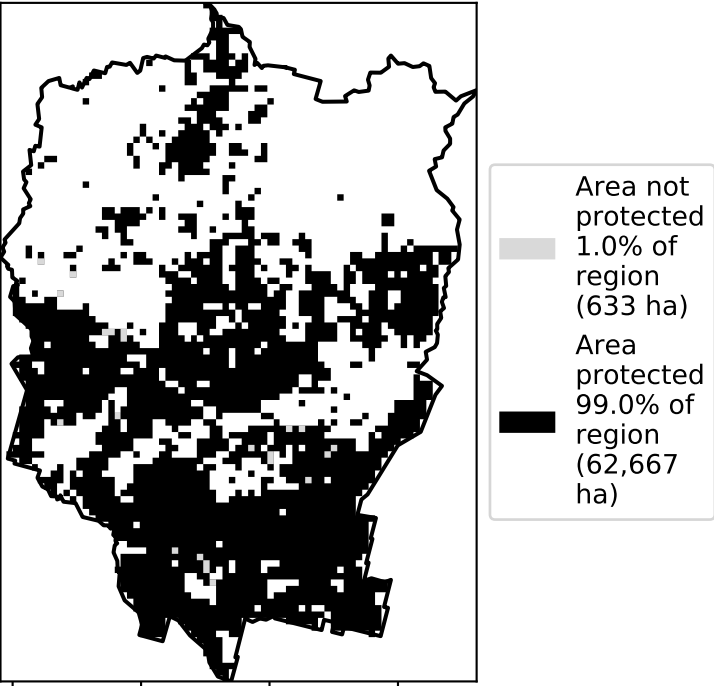 Area not
protected
1.0% of
region
(633 ha)
Area
protected
99.0% of
region
(62,667
ha)